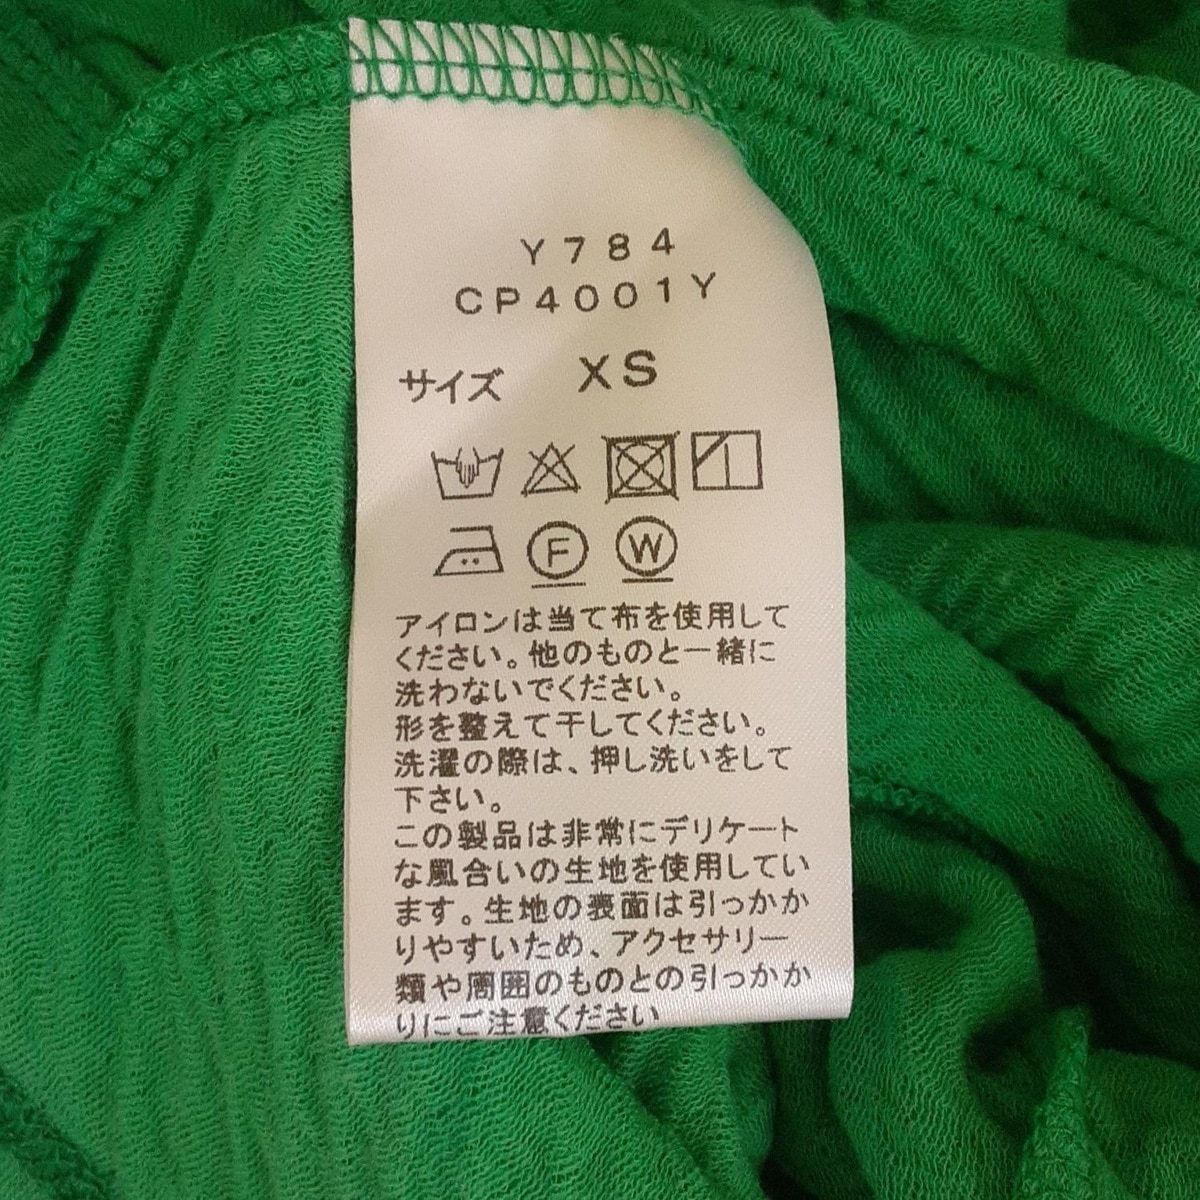 Y784
CP4001Y
サイズ XS
F W
アイロンは当て布を使用して
ください。他のものと一緒に
洗わないでください。
形を整えて干してください。
洗濯の際は、押し洗いをして
下さい。
この製品は非常にデリケート
な風合いの生地を使用してい
ます。生地の表面は引っかか
りやすいため、アクセサリー
類や周囲のものとの引っかか
りにご注意ください